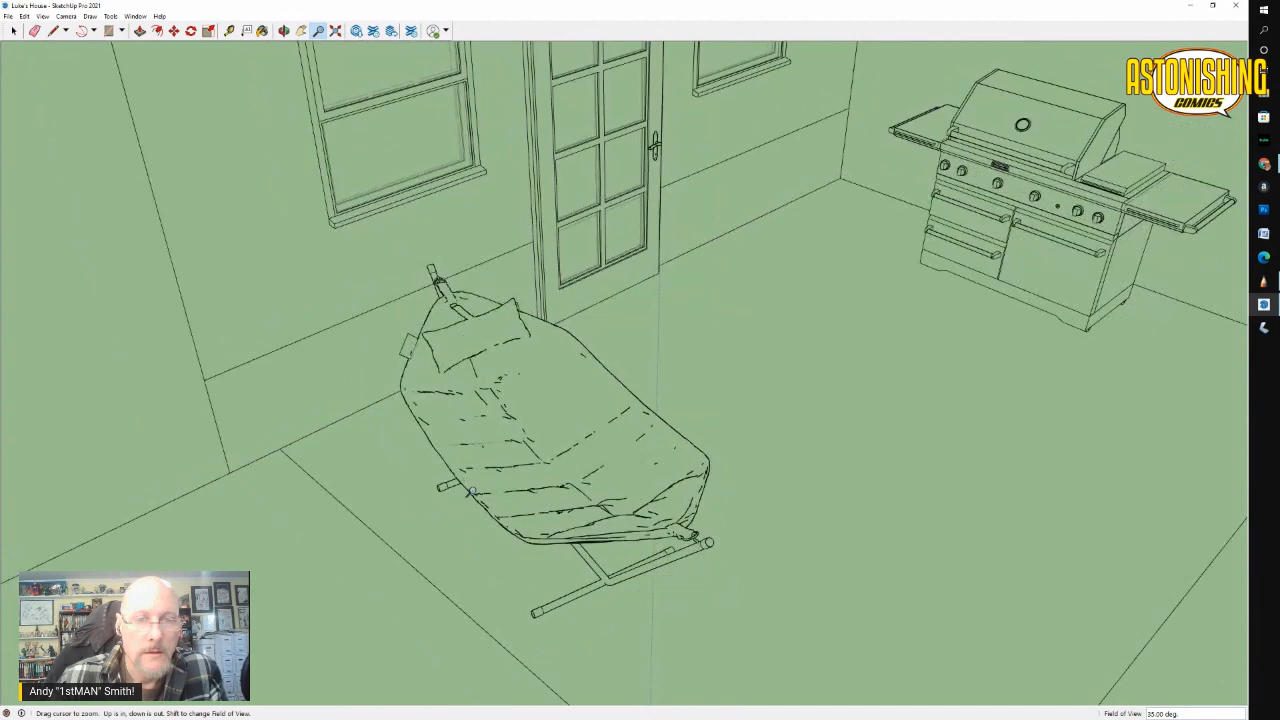 Luke's House - SketchUp Pro 2021
File Edit View Camera Draw Tools Window Help
ASTONISHING
COMICS
Andy "1stMAN" Smith!
Drag cursor to zoom. Up is in, down is out. Shift to change Field of View.
Field of View 35.00 deg.